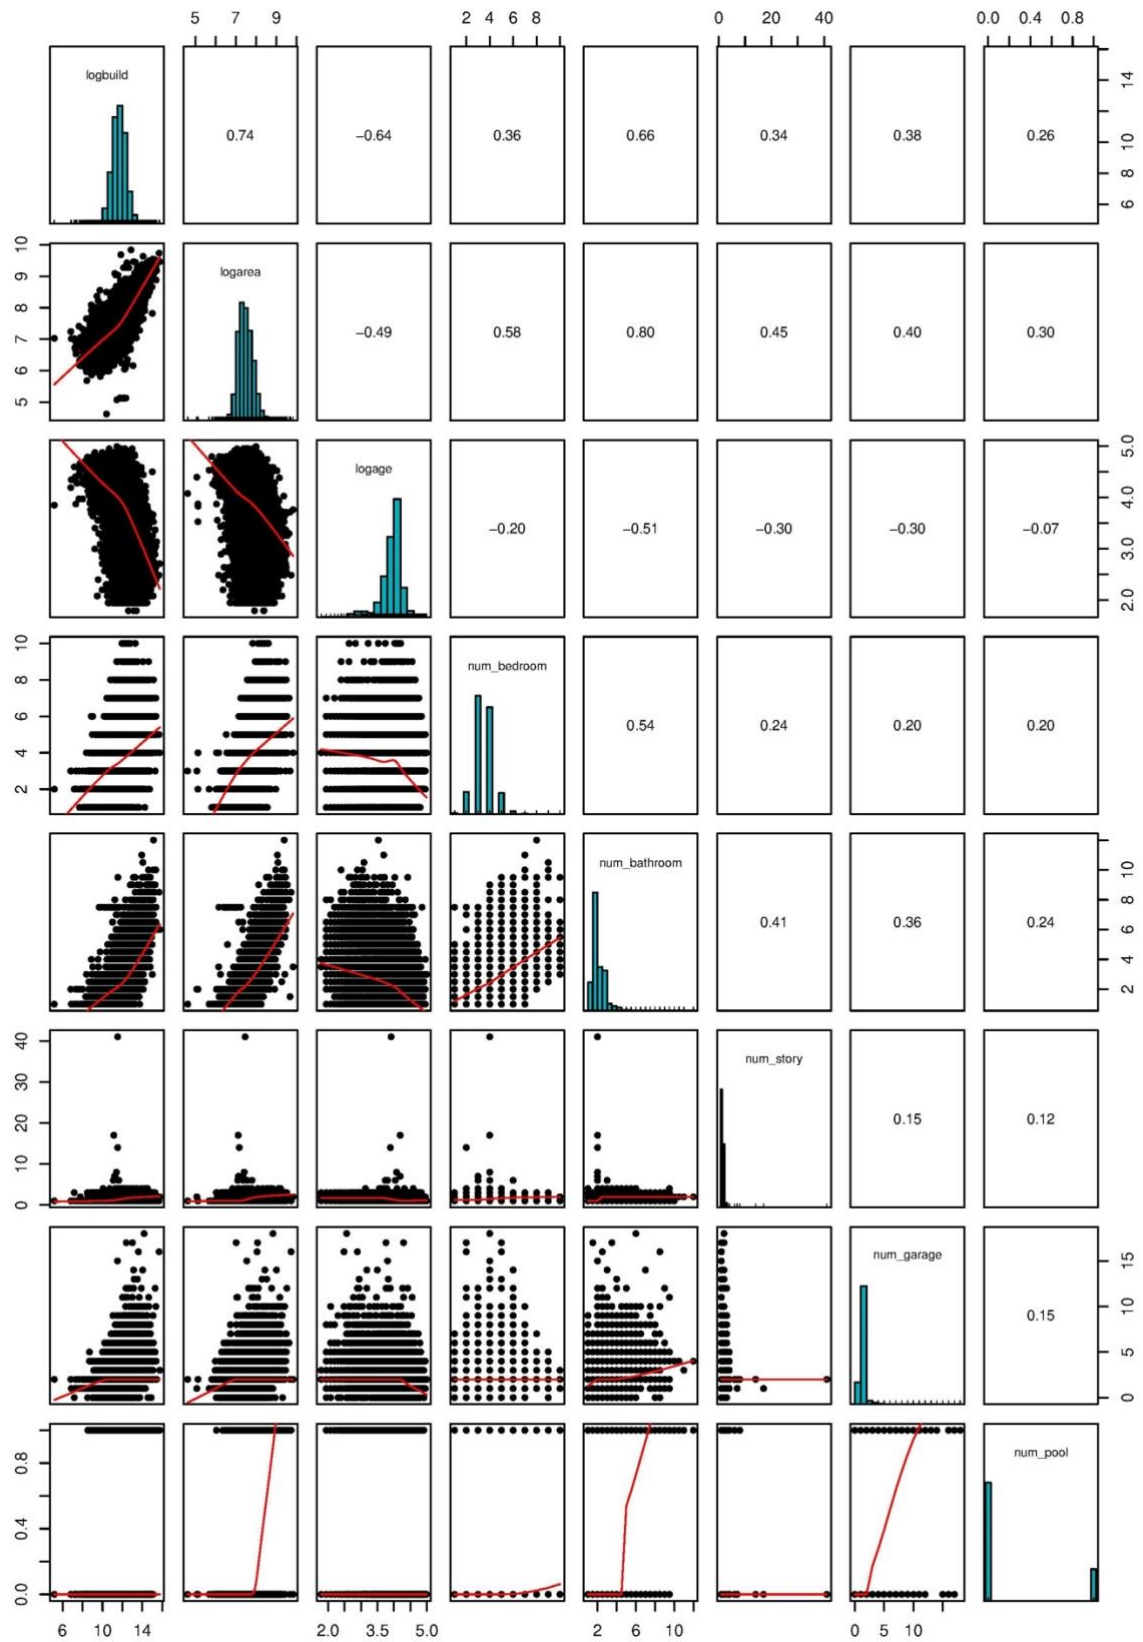 5 7 9 2 4 6 8 0 20 40 0.0 0.4 0.8
logbuild 0.74 −0.64 0.36 0.66 0.34 0.38 0.26
6 8 10 14
5 6 7 8 9 10
logarea −0.49 0.58 0.80 0.45 0.40 0.30
logage −0.20 −0.51 −0.30 −0.30 −0.07
2.0 3.0 4.0 5.0
2 4 6 8 10
num_bedroom 0.54 0.24 0.20 0.20
num_bathroom 0.41 0.36 0.24
2 4 6 8 10
0 10 20 30 40
num_story 0.15 0.12
num_garage 0.15
0 5 10 15
0.0 0.4 0.8
num_pool
6 10 14 2.0 3.5 5.0 2 6 10 0 5 10